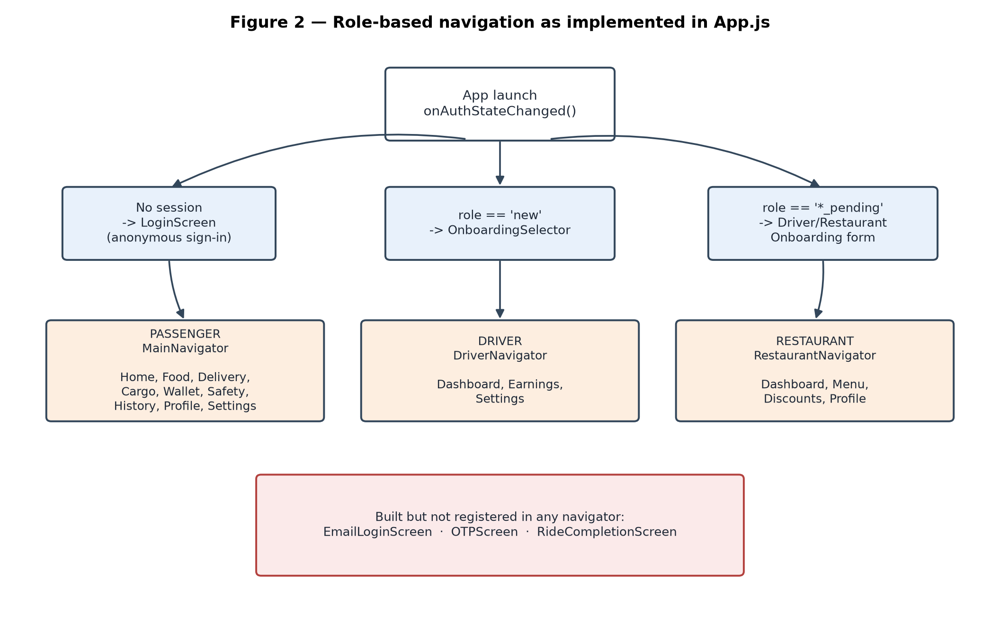 Figure 2 — Role-based navigation as implemented in App.js
App launch
onAuthStateChanged()
No session
-> LoginScreen
(anonymous sign-in)
role == 'new'
-> OnboardingSelector
role == '*_pending'
-> Driver/Restaurant
Onboarding form
PASSENGER
MainNavigator
Home, Food, Delivery,
Cargo, Wallet, Safety,
History, Profile, Settings
DRIVER
DriverNavigator
Dashboard, Earnings,
Settings
RESTAURANT
RestaurantNavigator
Dashboard, Menu,
Discounts, Profile
Built but not registered in any navigator:
EmailLoginScreen · OTPScreen · RideCompletionScreen